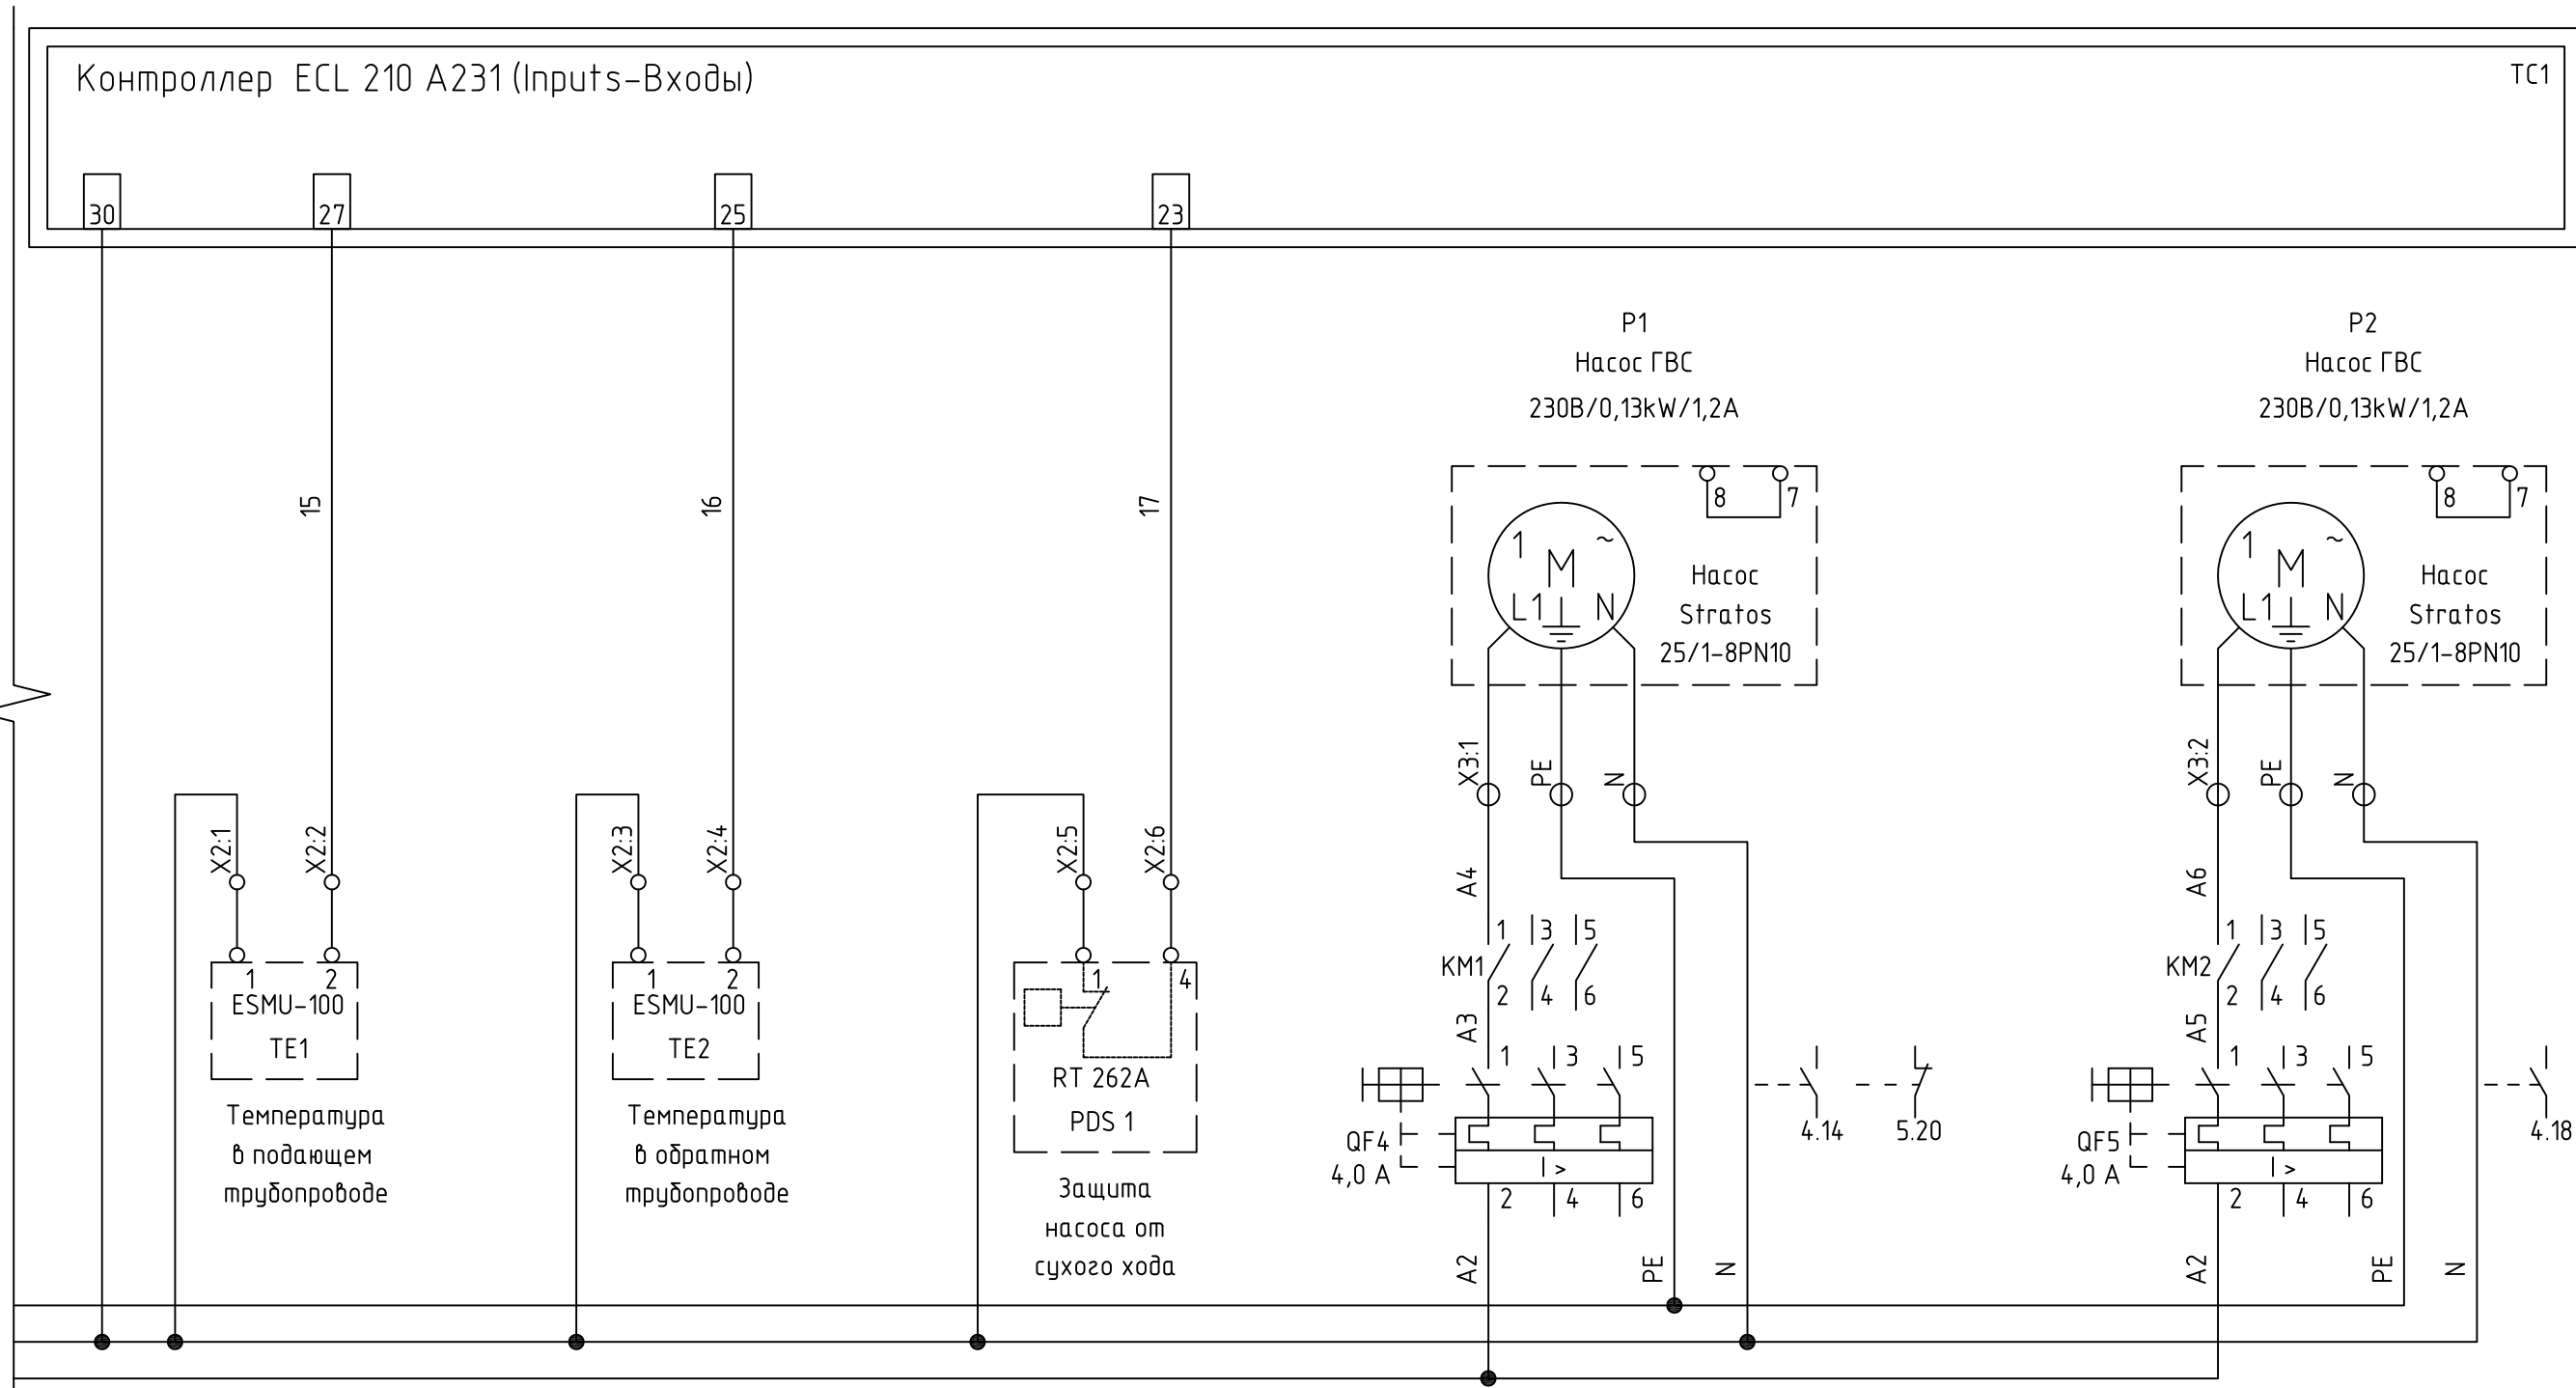 Контроллер ECL 210 A231 (Inputs-Входы)
TC1
30
27
25
23
15
16
17
P1
Насос ГВС
230В/0,13kW/1,2А
8
7
1
~
M
L1
N
Насос
Stratos
25/1-8PN10
P2
Насос ГВС
230В/0,13kW/1,2А
8
7
1
~
M
L1
N
Насос
Stratos
25/1-8PN10
X2:1
X2:2
X2:3
X2:4
X2:5
X2:6
X3:1
PE
N
X3:2
PE
N
1
2
ESMU-100
TE1
Температура
в подающем
трубопроводе
1
2
ESMU-100
TE2
Температура
в обратном
трубопроводе
1
4
RT 262A
PDS 1
Защита
насоса от
сухого хода
A4
KM1
1
3
5
2
4
6
A3
1
3
5
QF4
4,0 А
I >
2
4
6
A2
PE
N
4.14
5.20
A6
KM2
1
3
5
2
4
6
A5
1
3
5
QF5
4,0 А
I >
2
4
6
A2
PE
N
4.18